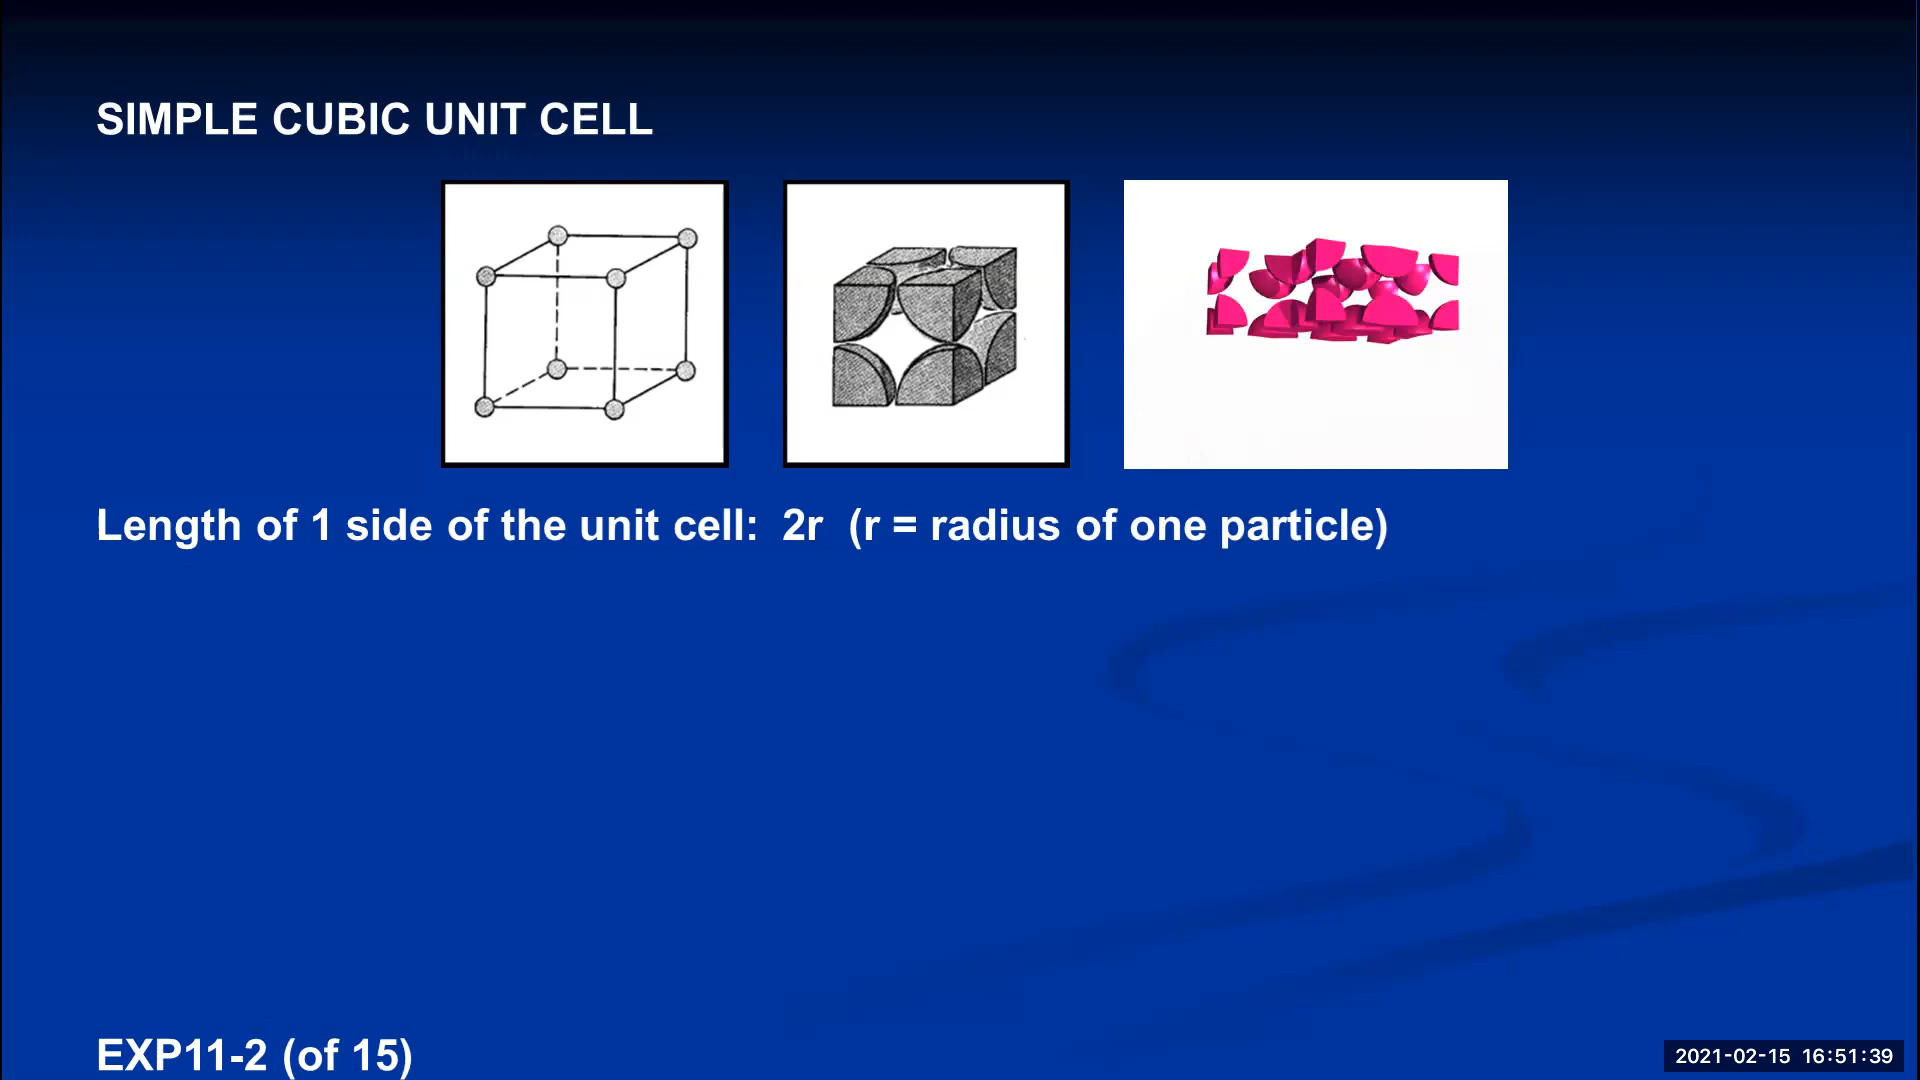 SIMPLE CUBIC UNIT CELL
Length of 1 side of the unit cell: 2r (r = radius of one particle)
EXP11-2 (of 15)
2021-02-15 16:51:39